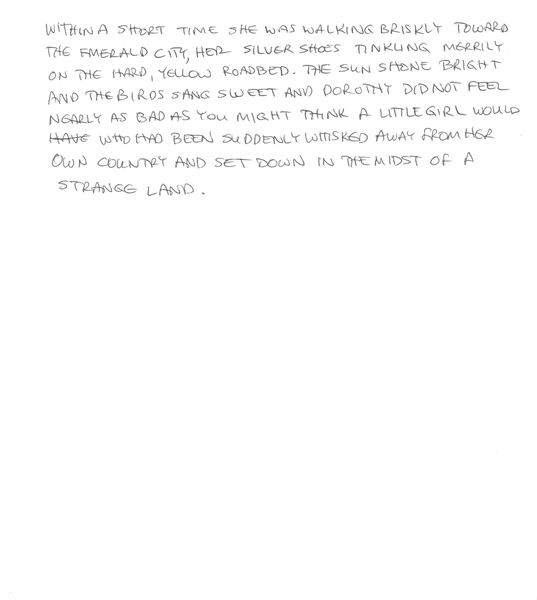 WITHIN A SHORT TIME SHE WAS WALKING BRISKLY TOWARD
THE EMERALD CITY, HER SILVER SHOES TINKLING MERRILY
ON THE HARD, YELLOW ROADBED. THE SUN SHONE BRIGHT
AND THE BIRDS SANG SWEET AND DOROTHY DID NOT FEEL
NEARLY AS BAD AS YOU MIGHT THINK A LITTLE GIRL WOULD
HAVE WHO HAD BEEN SUDDENLY WHISKED AWAY FROM HER
OWN COUNTRY AND SET DOWN IN THE MIDST OF A
STRANGE LAND.